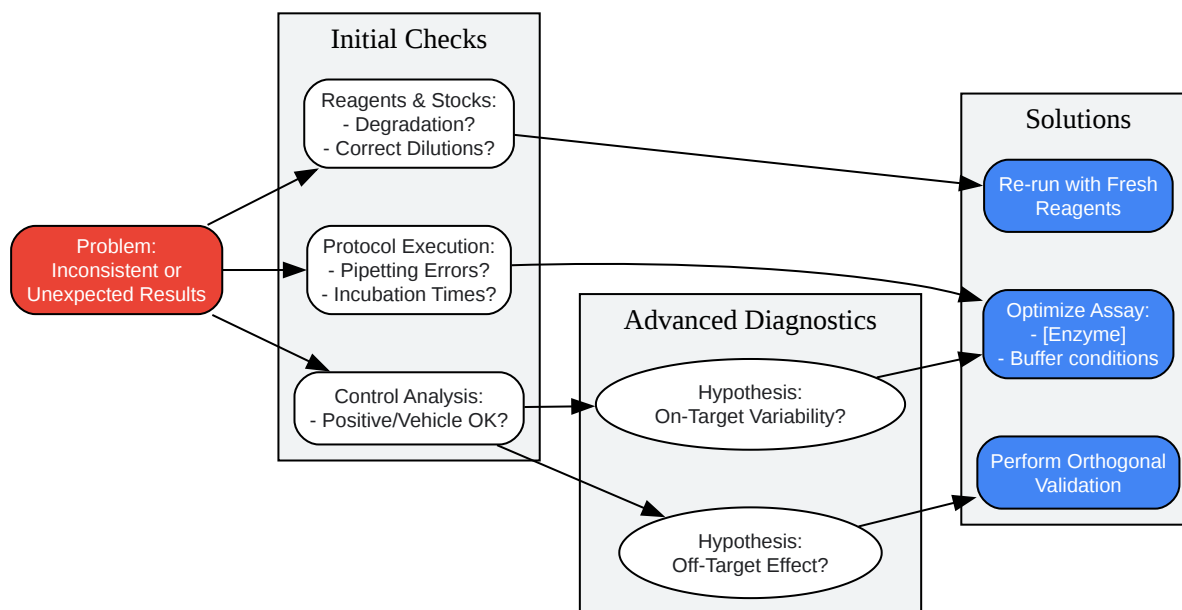 Problem:
Inconsistent or
Unexpected Results
Initial Checks
Reagents & Stocks:
- Degradation?
- Correct Dilutions?
Protocol Execution:
- Pipetting Errors?
- Incubation Times?
Control Analysis:
- Positive/Vehicle OK?
Advanced Diagnostics
Hypothesis:
On-Target Variability?
Hypothesis:
Off-Target Effect?
Solutions
Re-run with Fresh
Reagents
Optimize Assay:
- [Enzyme]
- Buffer conditions
Perform Orthogonal
Validation